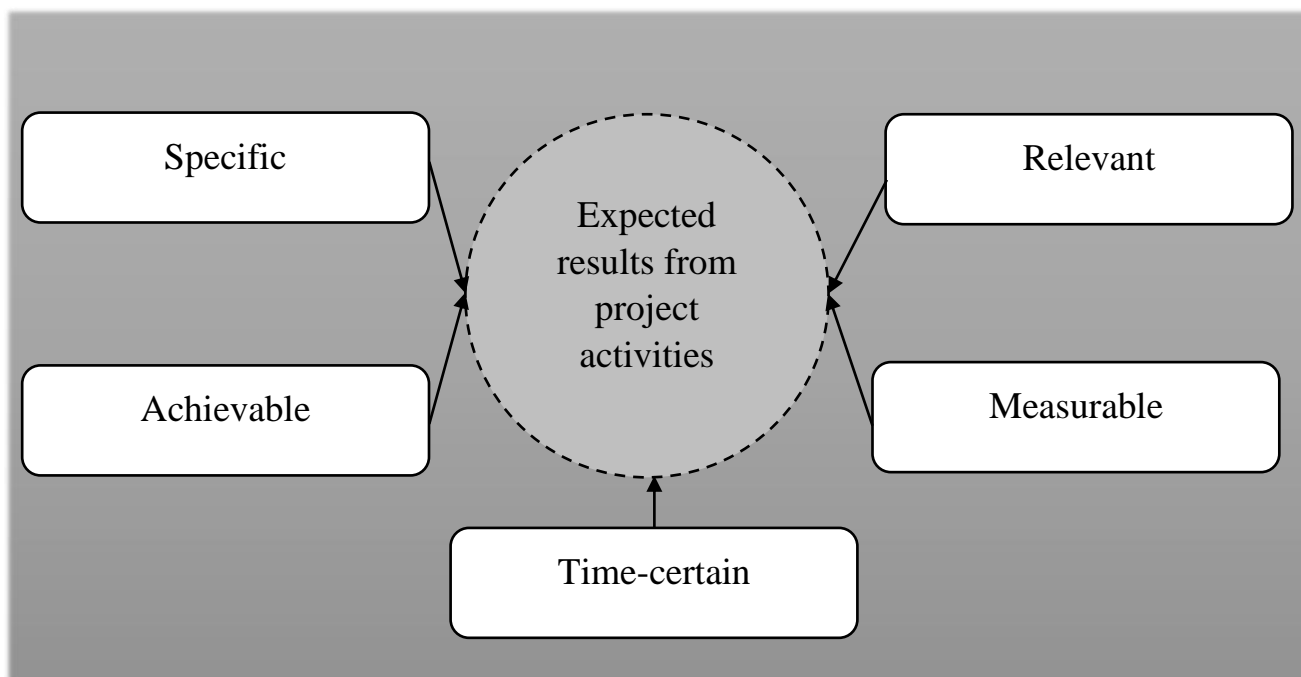 Specific
Relevant
Expected
results from
project
activities
Achievable
Measurable
Time-certain